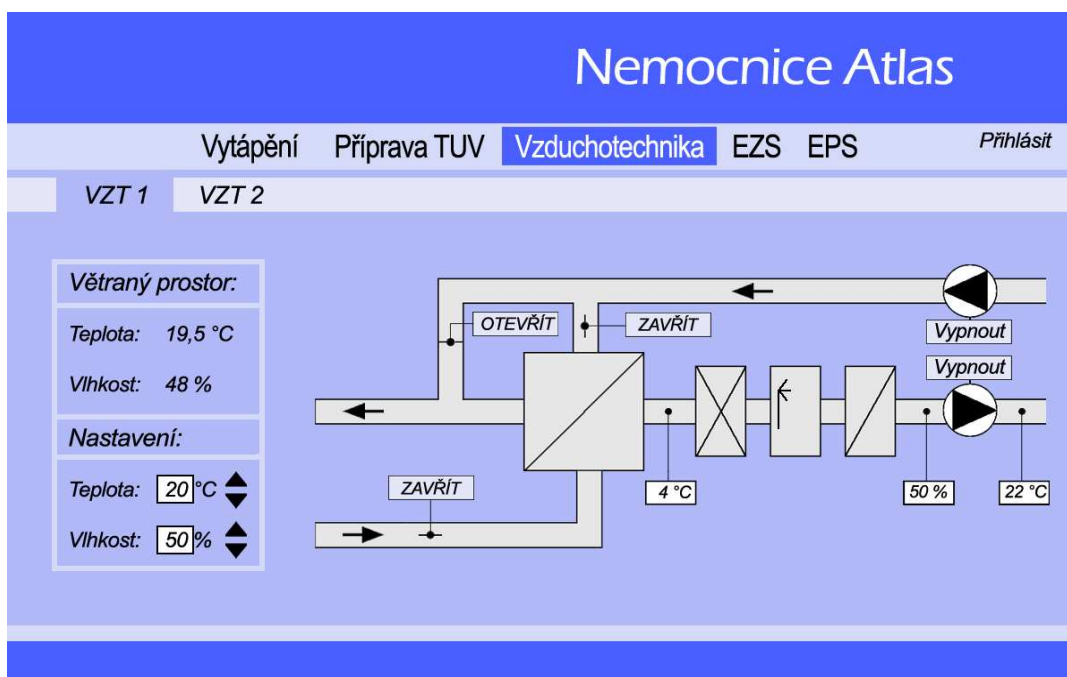 Nemocnice Atlas
Vytápění Příprava TUV Vzduchotechnika EZS EPS Přihlásit
VZT 1 VZT 2
Větraný prostor:
Teplota: 19,5 °C
Vlhkost: 48 %
Nastavení:
Teplota: 20 °C
Vlhkost: 50 %
OTEVŘÍT ZAVŘÍT
Vypnout
Vypnout
ZAVŘÍT
4 °C
50 %
22 °C